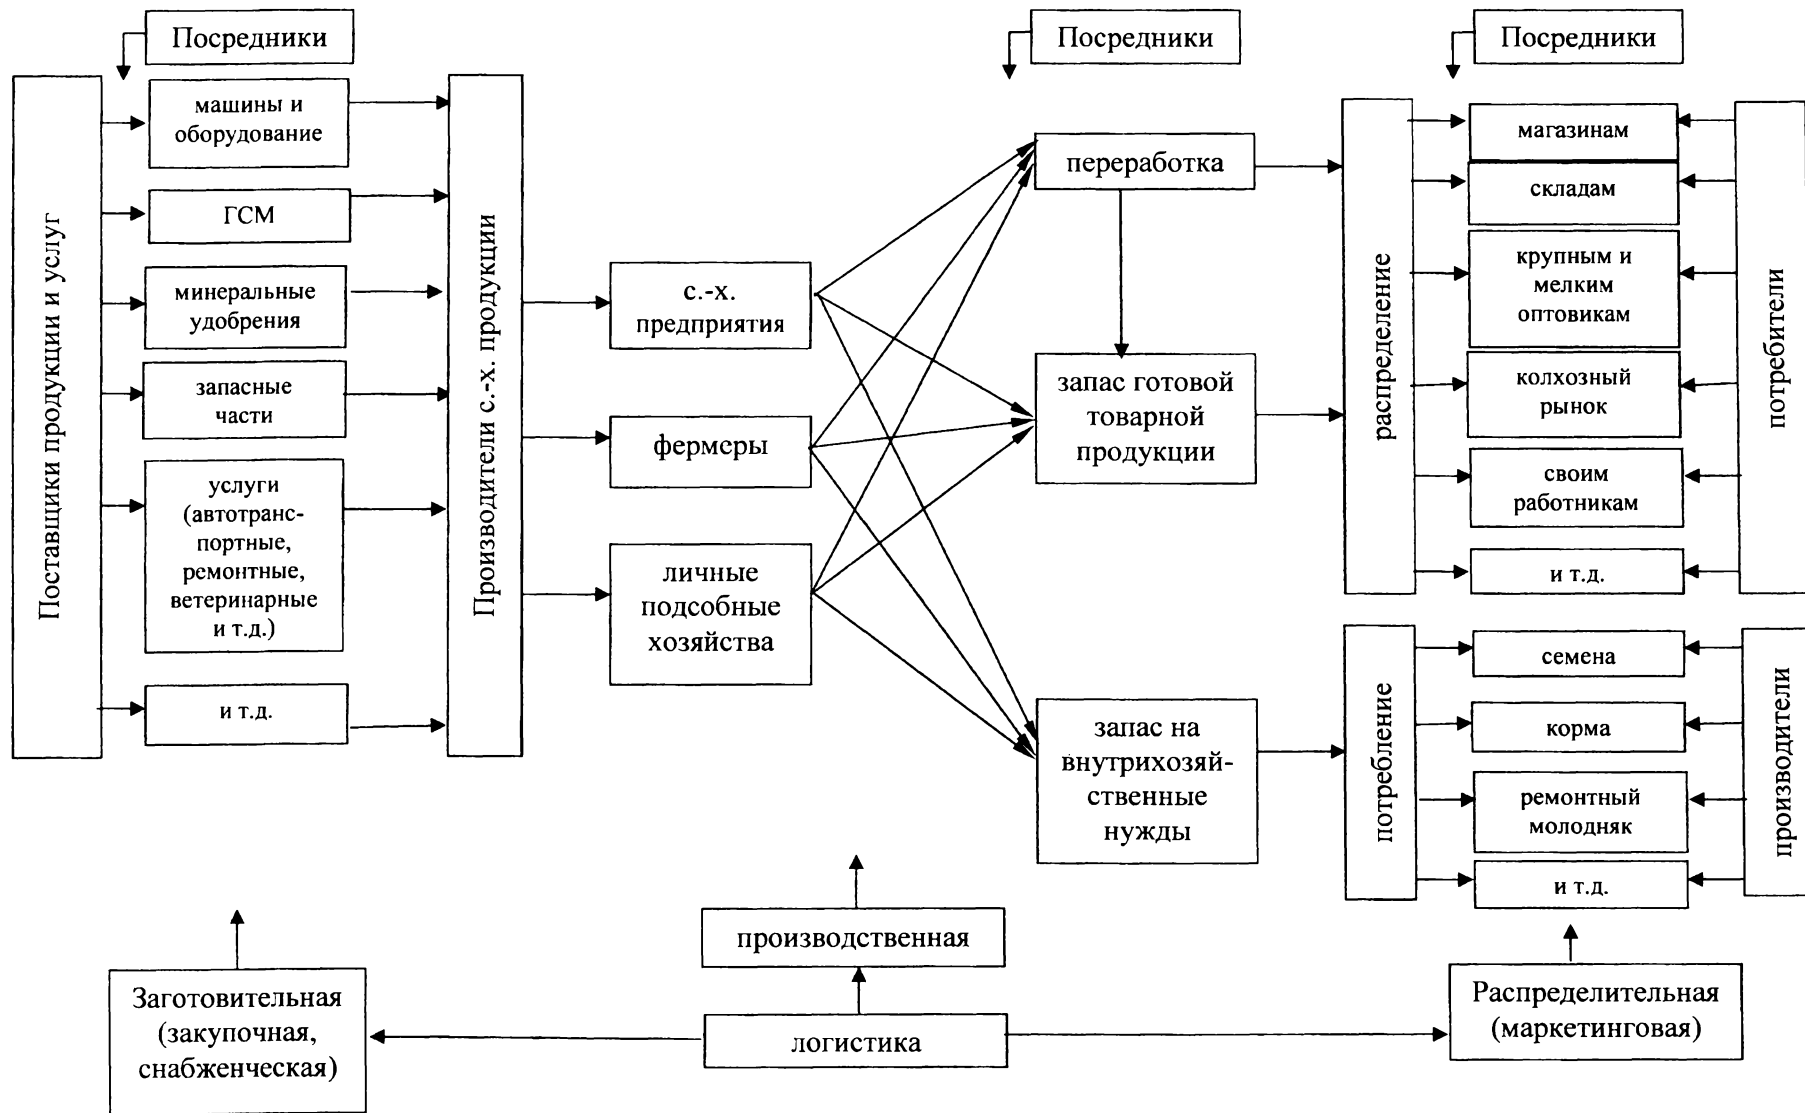 Посредники
Посредники
Посредники
Поставщики продукции и услуг
машины и
оборудование
ГСМ
минеральные
удобрения
запасные
части
услуги
(автотранс-
портные,
ремонтные,
ветеринарные
и т.д.)
и т.д.
Производители с.-х. продукции
с.-х.
предприятия
фермеры
личные
подсобные
хозяйства
переработка
запас готовой
товарной
продукции
запас на
внутрихозяй-
ственные
нужды
распределение
магазинам
складам
крупным и
мелким
оптовикам
колхозный
рынок
своим
работникам
и т.д.
потребители
потребление
семена
корма
ремонтный
молодняк
и т.д.
производители
производственная
Заготовительная
(закупочная,
снабженческая)
логистика
Распределительная
(маркетинговая)